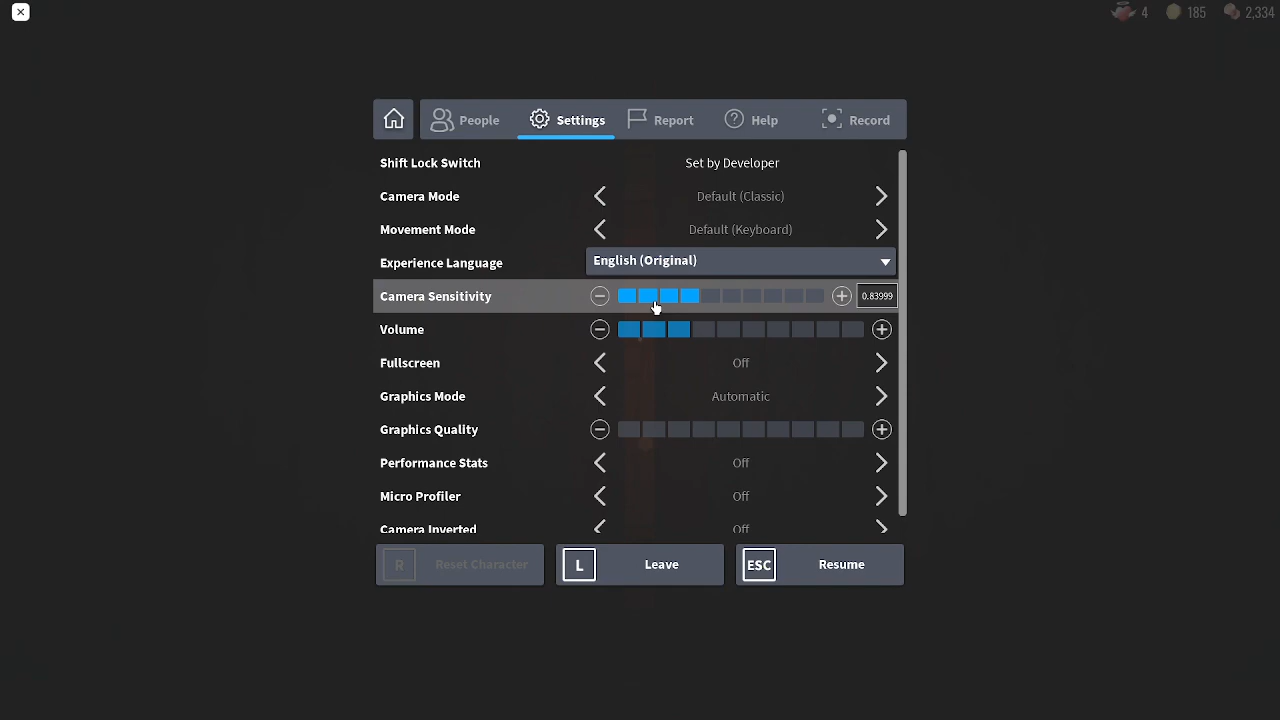 4 185 2,334
People Settings Report Help Record
Shift Lock Switch Set by Developer
Camera Mode Default (Classic)
Movement Mode Default (Keyboard)
Experience Language English (Original)
Camera Sensitivity 0.83999
Volume
Fullscreen Off
Graphics Mode Automatic
Graphics Quality
Performance Stats Off
Micro Profiler Off
Camera Inverted Off
R Reset Character L Leave ESC Resume